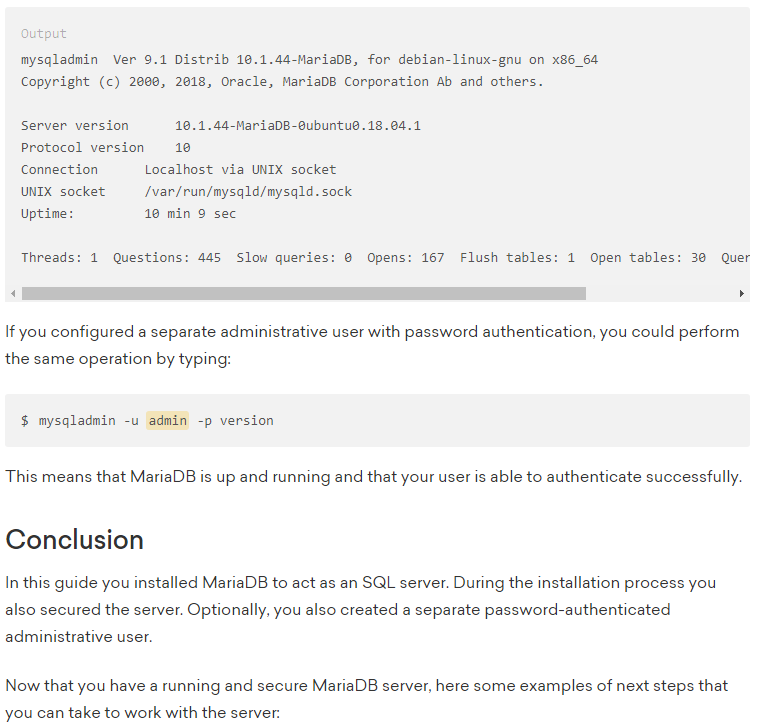 Output
mysqladmin  Ver 9.1 Distrib 10.1.44-MariaDB, for debian-linux-gnu on x86_64
Copyright (c) 2000, 2018, Oracle, MariaDB Corporation Ab and others.
Server version      10.1.44-MariaDB-0ubuntu0.18.04.1
Protocol version    10
Connection      Localhost via UNIX socket
UNIX socket     /var/run/mysqld/mysqld.sock
Uptime:         10 min 9 sec
Threads: 1  Questions: 445  Slow queries: 0  Opens: 167  Flush tables: 1  Open tables: 30
If you configured a separate administrative user with password authentication, you could perform
the same operation by typing:
$ mysqladmin -u admin -p version
This means that MariaDB is up and running and that your user is able to authenticate successfully.
Conclusion
In this guide you installed MariaDB to act as an SQL server. During the installation process you
also secured the server. Optionally, you also created a separate password-authenticated
administrative user.
Now that you have a running and secure MariaDB server, here some examples of next steps that
you can take to work with the server: